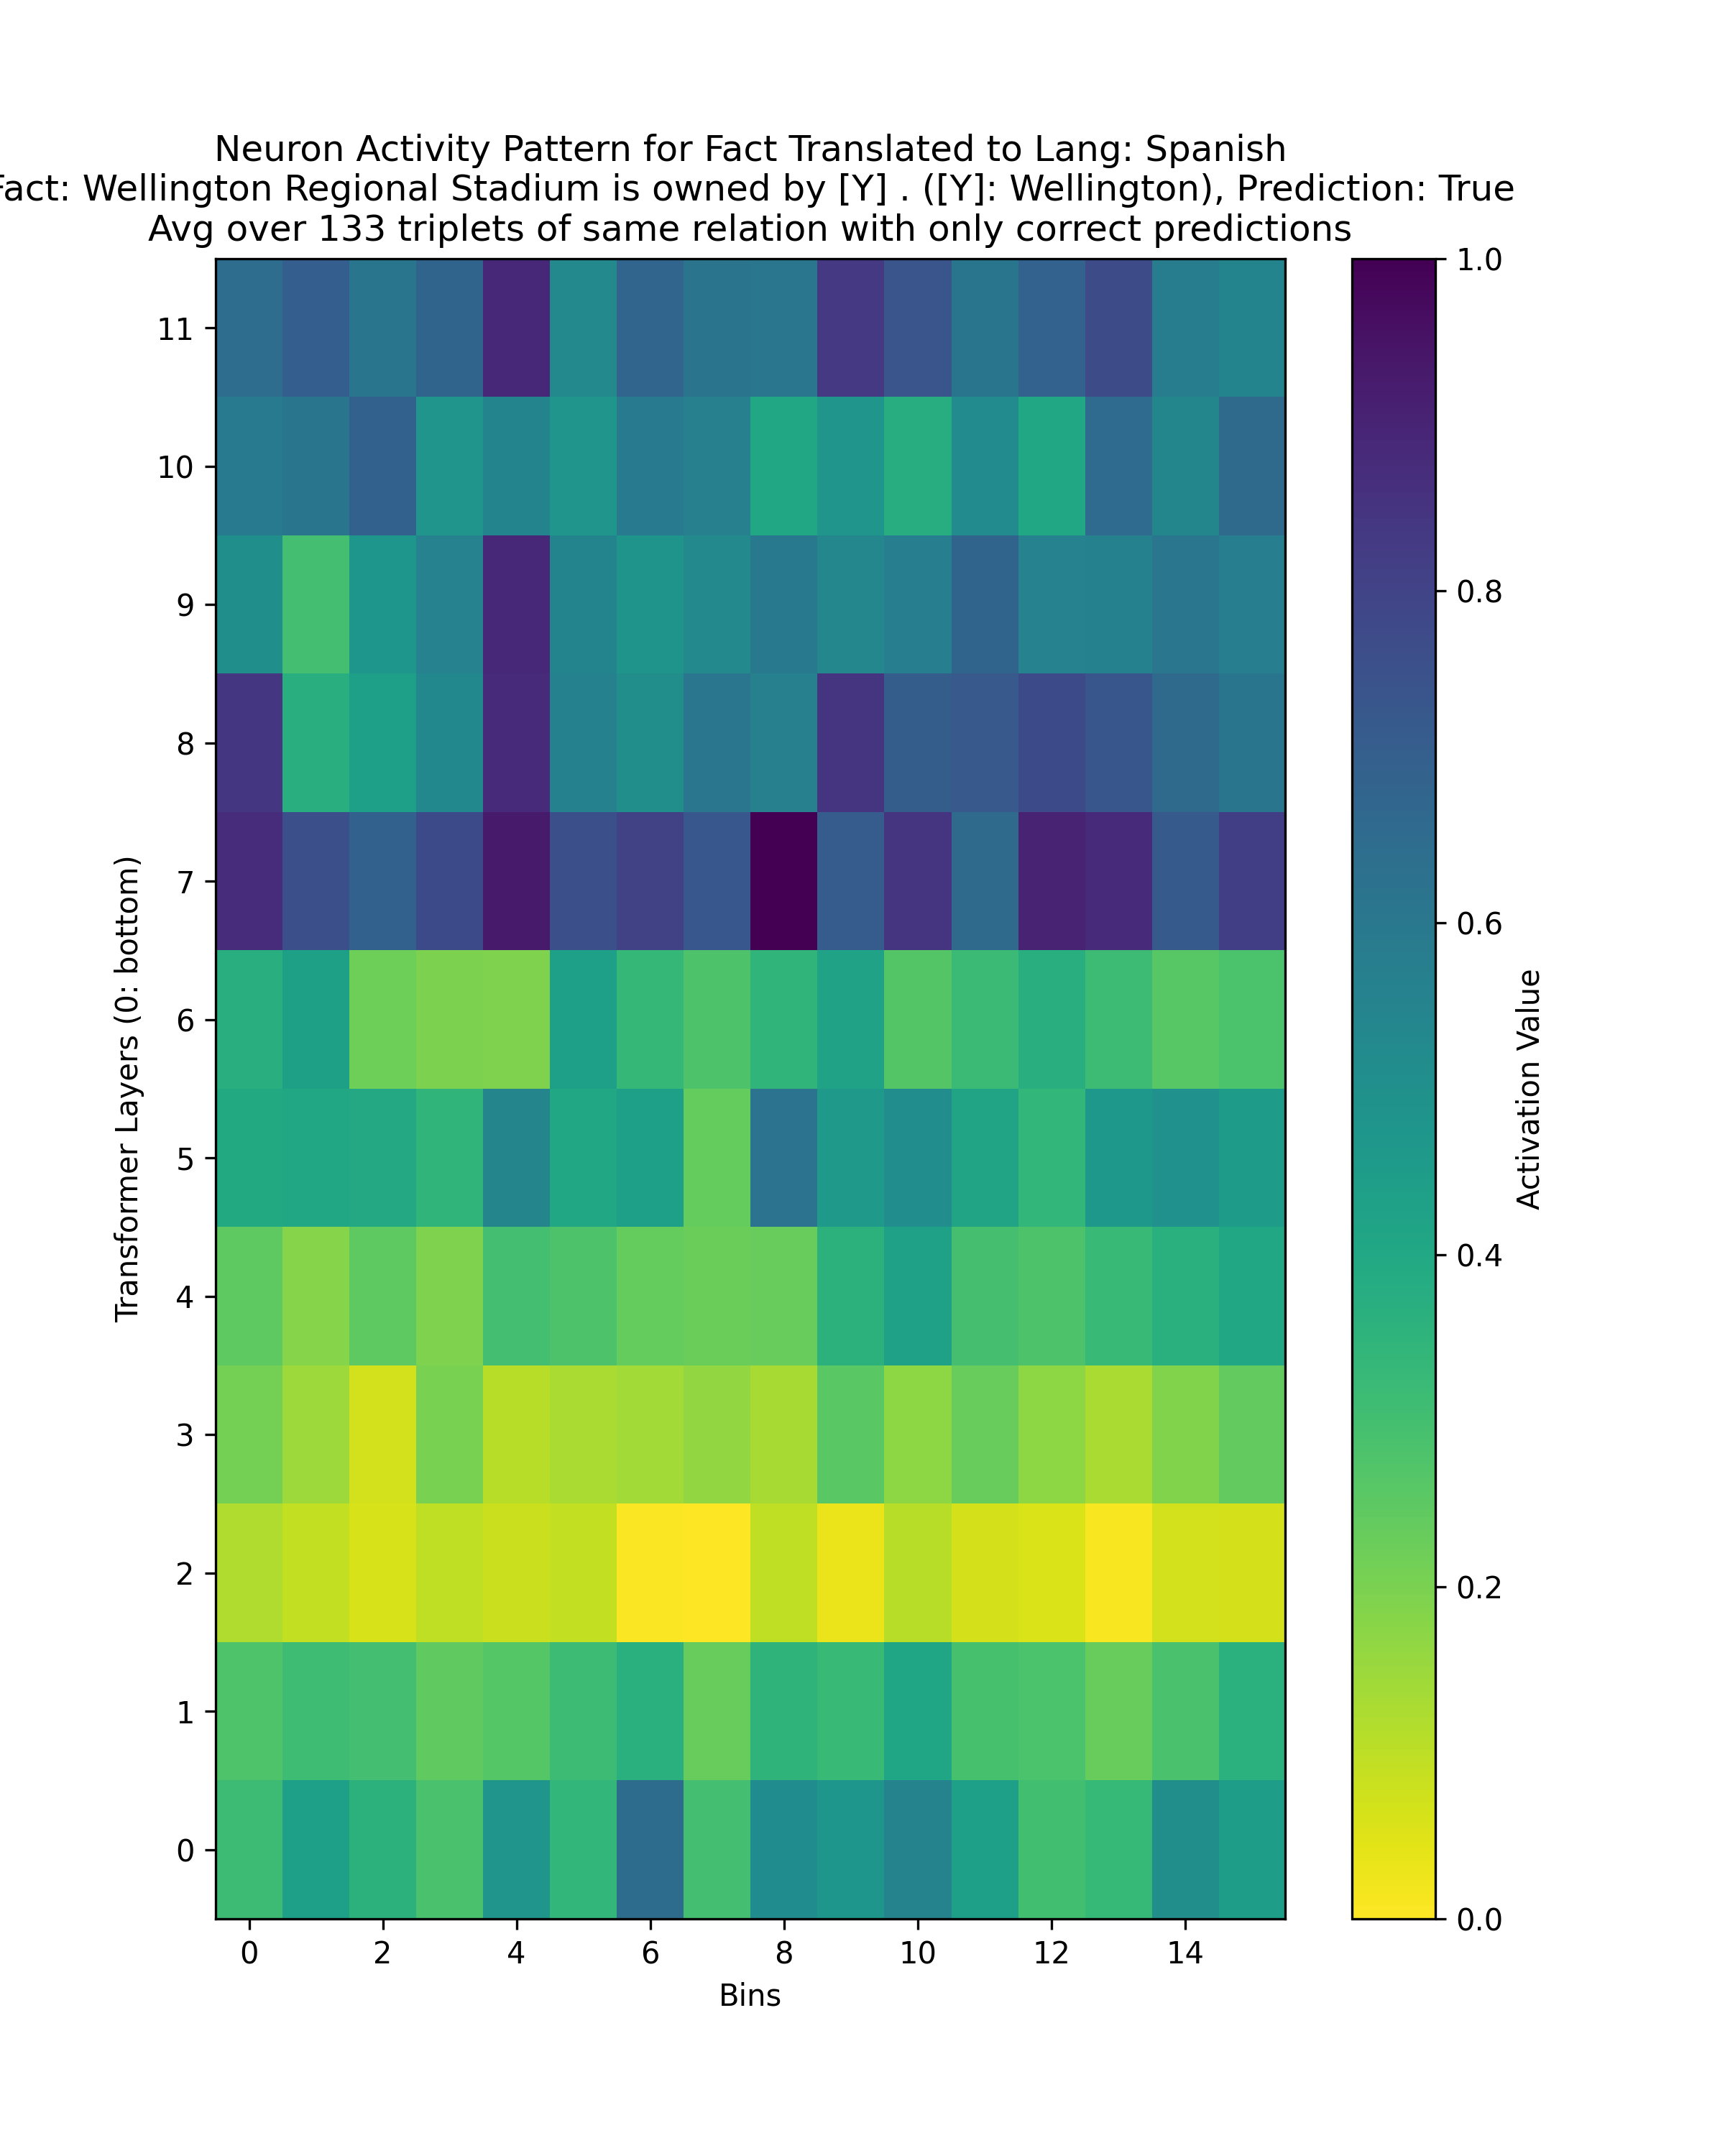 Neuron Activity Pattern for Fact Translated to Lang: Spanish
Fact: Wellington Regional Stadium is owned by [Y] . ([Y]: Wellington), Prediction: True
Avg over 133 triplets of same relation with only correct predictions
11
10
9
8
7
6
5
4
3
2
1
0
Transformer Layers (0: bottom)
0 2 4 6 8 10 12 14
Bins
1.0
0.8
0.6
0.4
0.2
0.0
Activation Value